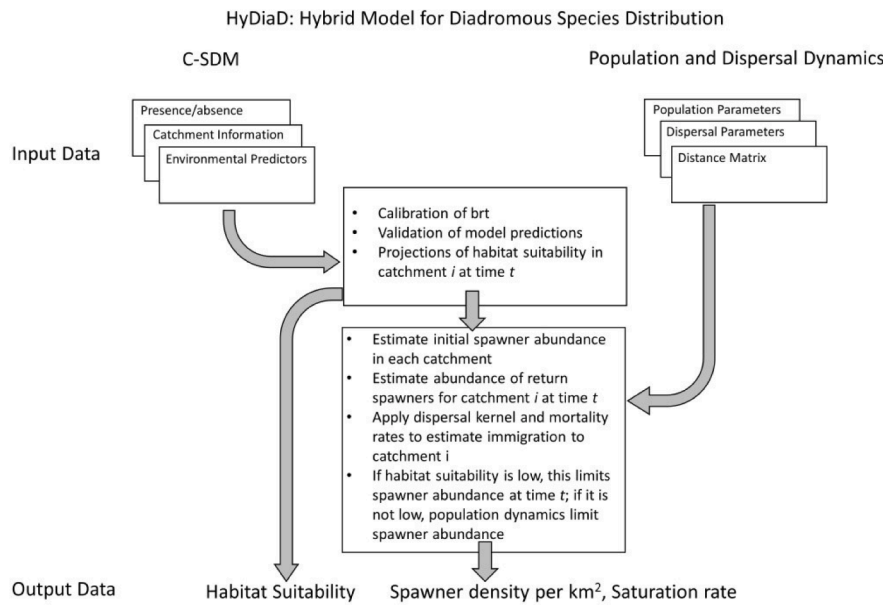 HyDiaD: Hybrid Model for Diadromous Species Distribution
C-SDM
Population and Dispersal Dynamics
Input Data
Presence/absence
Catchment Information
Environmental Predictors
Population Parameters
Dispersal Parameters
Distance Matrix
• Calibration of brt
• Validation of model predictions
• Projections of habitat suitability in
catchment i at time t
• Estimate initial spawner abundance
in each catchment
• Estimate abundance of return
spawners for catchment i at time t
• Apply dispersal kernel and mortality
rates to estimate immigration to
catchment i
• If habitat suitability is low, this limits
spawner abundance at time t; if it is
not low, population dynamics limit
spawner abundance
Output Data
Habitat Suitability
Spawner density per km², Saturation rate